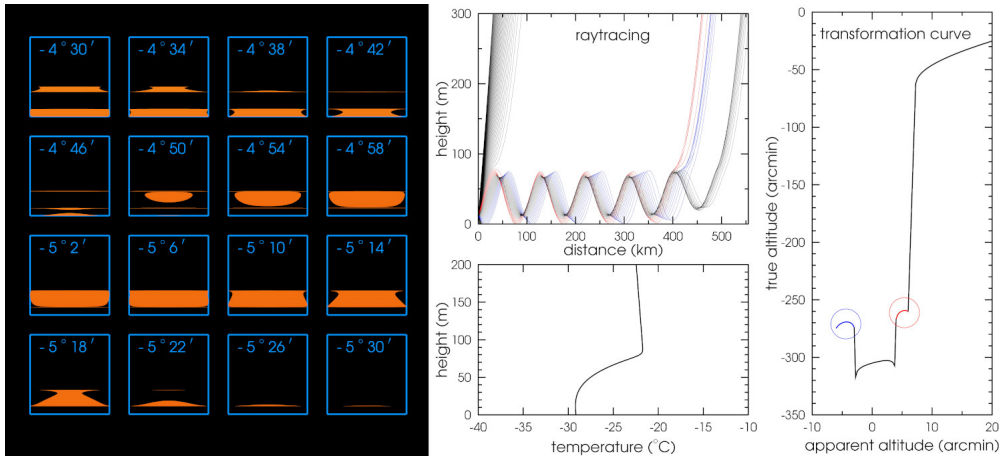 - 4° 30′ - 4° 34′ - 4° 38′ - 4° 42′
- 4° 46′ - 4° 50′ - 4° 54′ - 4° 58′
- 5° 2′ - 5° 6′ - 5° 10′ - 5° 14′
- 5° 18′ - 5° 22′ - 5° 26′ - 5° 30′
raytracing
height (m)
300
200
100
0
0 100 200 300 400 500
distance (km)
height (m)
200
150
100
50
0
-40 -35 -30 -25 -20 -15 -10
temperature (°C)
transformation curve
true altitude (arcmin)
0
-50
-100
-150
-200
-250
-300
-350
-10 0 10 20
apparent altitude (arcmin)